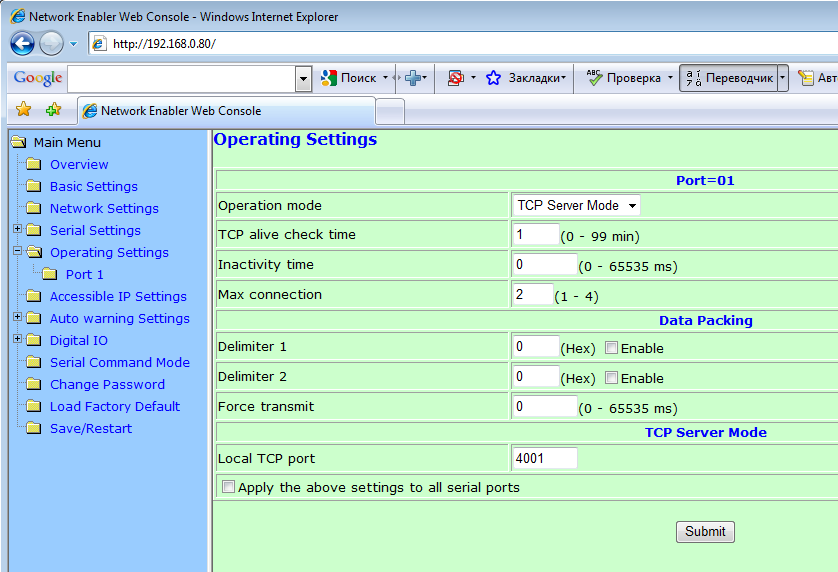 Network Enabler Web Console - Windows Internet Explorer
http://192.168.0.80/
Google Поиск ABC Проверка Переводчик
Закладки
Network Enabler Web Console
Main Menu
Overview
Basic Settings
Network Settings
Serial Settings
Operating Settings
Port 1
Accessible IP Settings
Auto warning Settings
Digital IO
Serial Command Mode
Change Password
Load Factory Default
Save/Restart
Operating Settings
Port=01
Operation mode TCP Server Mode
TCP alive check time 1 (0 - 99 min)
Inactivity time 0 (0 - 65535 ms)
Max connection 2 (1 - 4)
Data Packing
Delimiter 1 0 (Hex) Enable
Delimiter 2 0 (Hex) Enable
Force transmit 0 (0 - 65535 ms)
TCP Server Mode
Local TCP port 4001
Apply the above settings to all serial ports
Submit